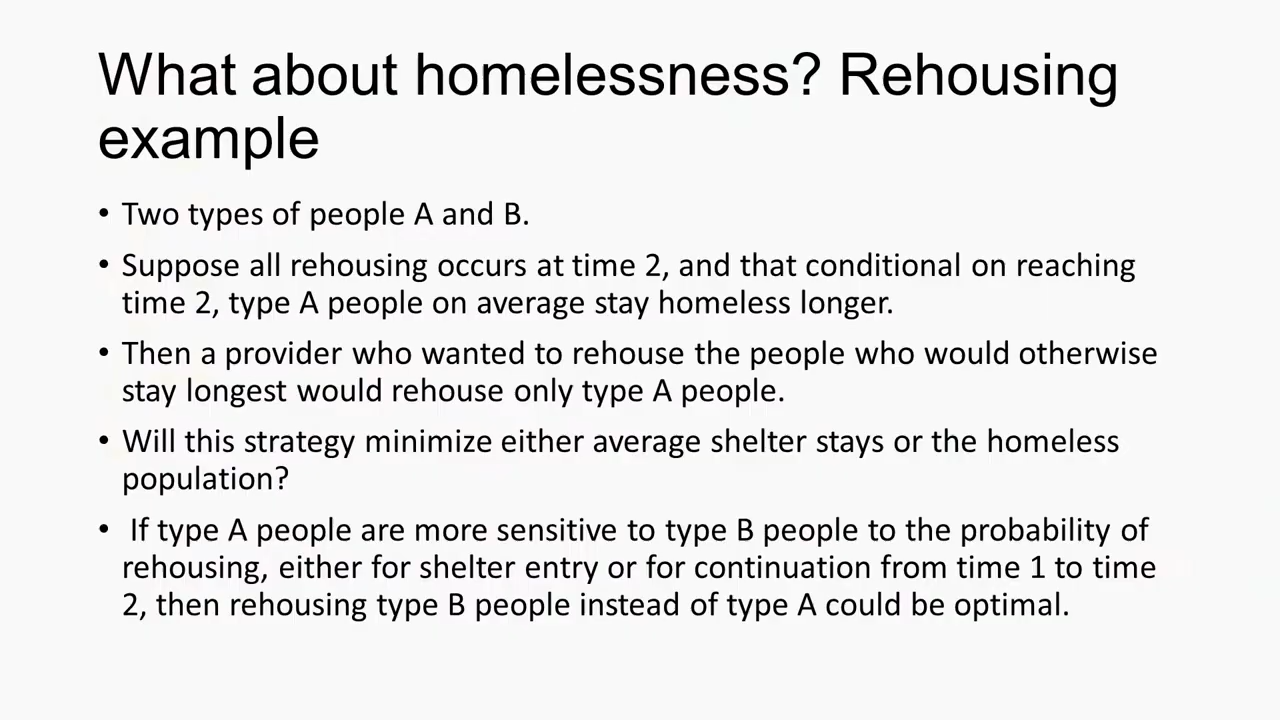 What about homelessness? Rehousing
example
• Two types of people A and B.
• Suppose all rehousing occurs at time 2, and that conditional on reaching
time 2, type A people on average stay homeless longer.
• Then a provider who wanted to rehouse the people who would otherwise
stay longest would rehouse only type A people.
• Will this strategy minimize either average shelter stays or the homeless
population?
• If type A people are more sensitive to type B people to the probability of
rehousing, either for shelter entry or for continuation from time 1 to time
2, then rehousing type B people instead of type A could be optimal.